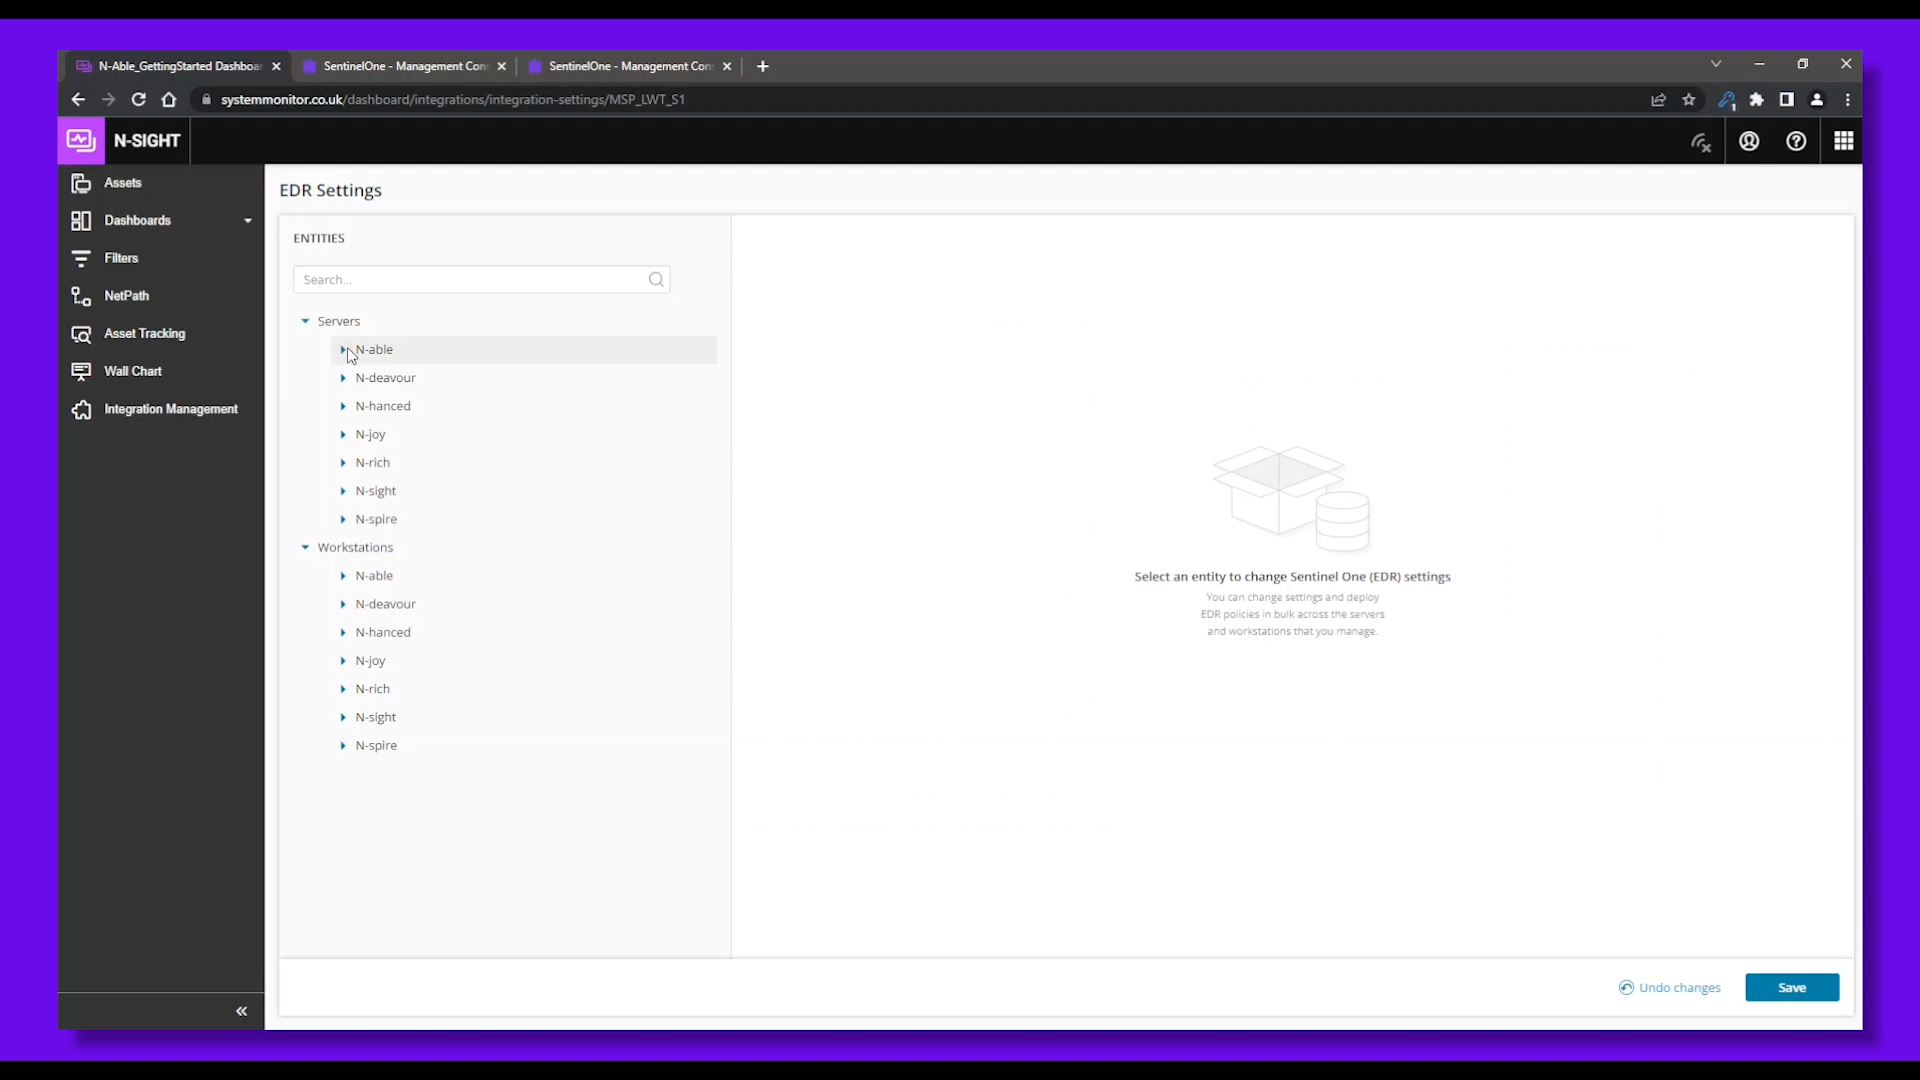 N-Able_GettingStarted Dashboa
SentinelOne - Management Con
SentinelOne - Management Con
systemmonitor.co.uk/dashboard/integrations/integration-settings/MSP_LWT_S1
1
N-SIGHT
Assets
Dashboards
Filters
NetPath
Asset Tracking
Wall Chart
Integration Management
EDR Settings
ENTITIES
Search...
Servers
N-able
N-deavour
N-hanced
N-joy
N-rich
N-sight
N-spire
Workstations
N-able
N-deavour
N-hanced
N-joy
N-rich
N-sight
N-spire
Select an entity to change Sentinel One (EDR) settings
You can change settings and deploy
EDR policies in bulk across the servers
and workstations that you manage.
Undo changes
Save